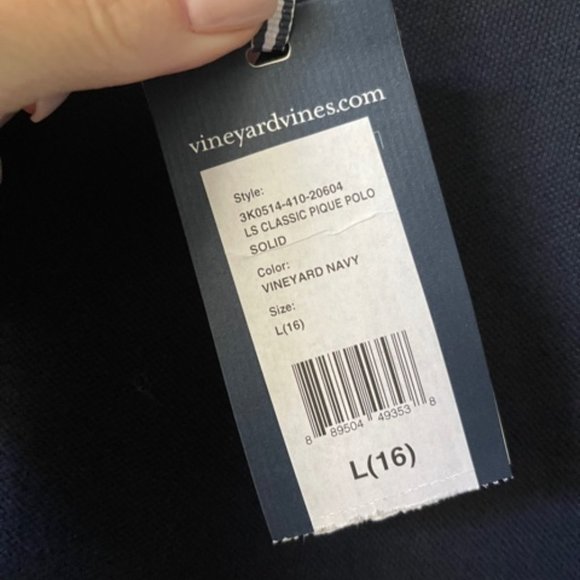 vineyardvines.com
Style:
3K0514-410-20604
LS CLASSIC PIQUE POLO
SOLID
Color:
VINEYARD NAVY
Size:
L(16)
8 89504 49353 8
L(16)